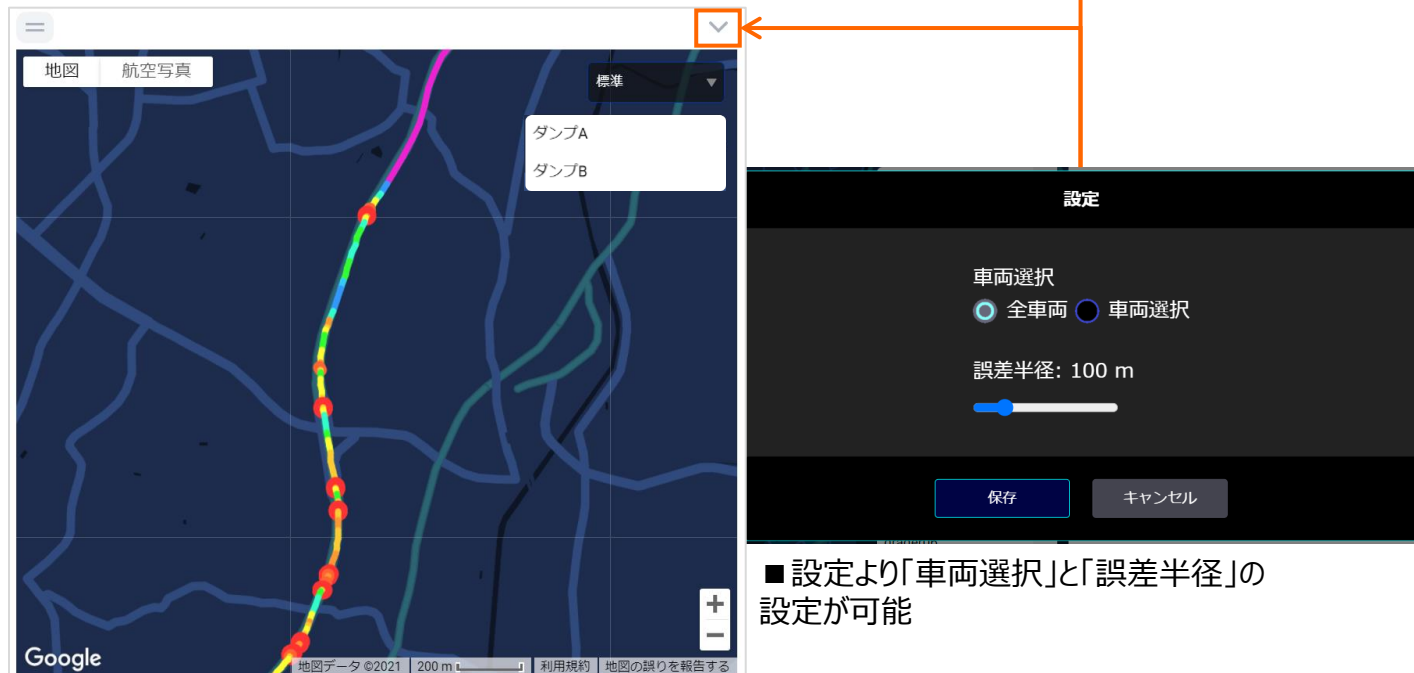 地図 航空写真
標準
ダンプA
ダンプB
Google
地図データ ©2021 200 m 利用規約 地図の誤りを報告する
設定
車両選択
全車両 車両選択
誤差半径: 100 m
保存 キャンセル
■設定より「車両選択」と「誤差半径」の
設定が可能